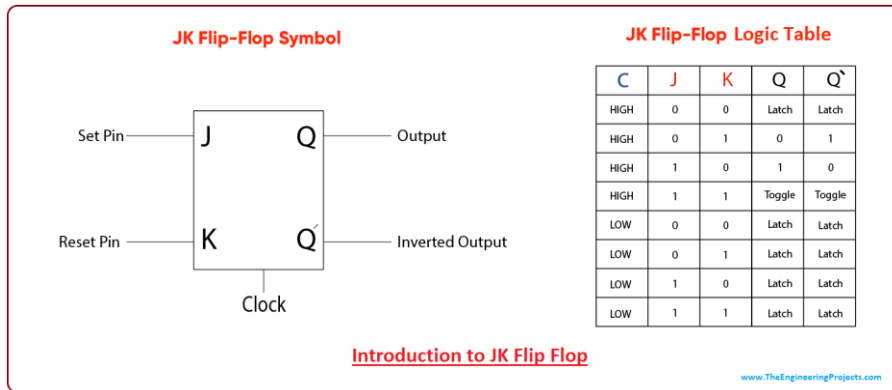 JK Flip-Flop Symbol
Set Pin
J
Q
Output
Reset Pin
K
Q´
Inverted Output
Clock
JK Flip-Flop Logic Table
C J K Q Q`
HIGH 0 0 Latch Latch
HIGH 0 1 0 1
HIGH 1 0 1 0
HIGH 1 1 Toggle Toggle
LOW 0 0 Latch Latch
LOW 0 1 Latch Latch
LOW 1 0 Latch Latch
LOW 1 1 Latch Latch
Introduction to JK Flip Flop
www.TheEngineeringProjects.com